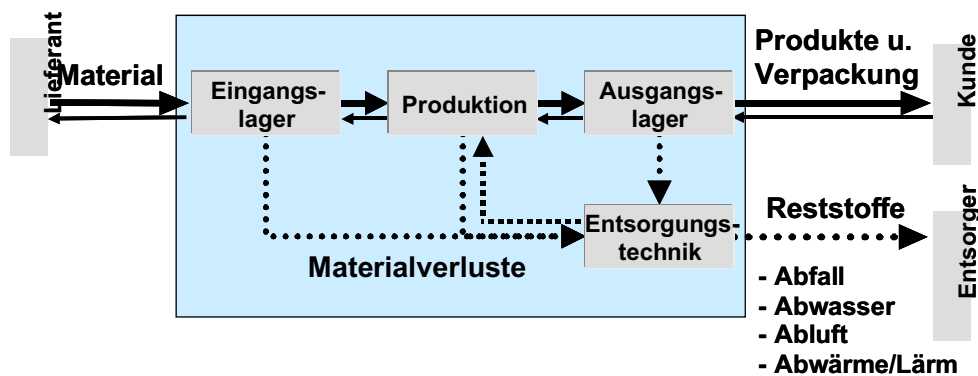 Lieferant
Material
Eingangs-
lager
Produktion
Ausgangs-
lager
Produkte u.
Verpackung
Kunde
Entsorgungs-
technik
Materialverluste
Reststoffe
- Abfall
- Abwasser
- Abluft
- Abwärme/Lärm
Entsorger